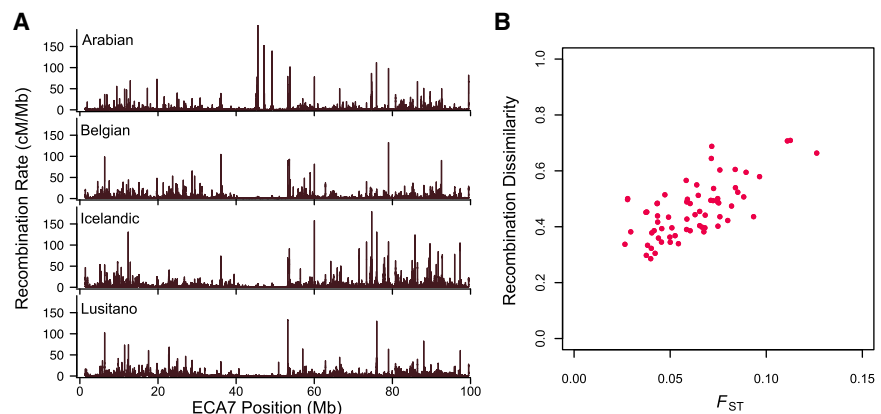 A
Recombination Rate (cM/Mb)
Arabian
150
100
50
0
Belgian
150
100
50
0
Icelandic
150
100
50
0
Lusitano
150
100
50
0
0 20 40 60 80 100
ECA7 Position (Mb)
B
Recombination Dissimilarity
1.0
0.8
0.6
0.4
0.2
0.0
0.00 0.05 0.10 0.15
FST